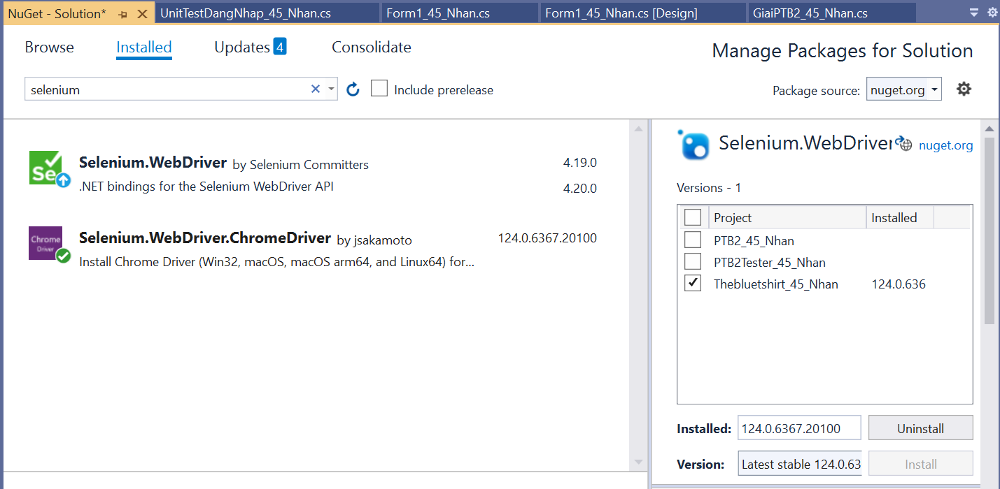 NuGet - Solution* UnitTestDangNhap_45_Nhan.cs Form1_45_Nhan.cs Form1_45_Nhan.cs [Design] GiaiPTB2_45_Nhan.cs
Browse Installed Updates 4 Consolidate
Manage Packages for Solution
selenium
Include prerelease
Package source: nuget.org
Selenium.WebDriver by Selenium Committers 4.19.0
.NET bindings for the Selenium WebDriver API 4.20.0
Chrome
Driver
Selenium.WebDriver.ChromeDriver by jsakamoto 124.0.6367.20100
Install Chrome Driver (Win32, macOS, macOS arm64, and Linux64) for...
Se
Selenium.WebDriver nuget.org
Versions - 1
Project Installed
PTB2_45_Nhan
PTB2Tester_45_Nhan
Thebluetshirt_45_Nhan 124.0.636
Installed: 124.0.6367.20100 Uninstall
Version: Latest stable 124.0.63 Install